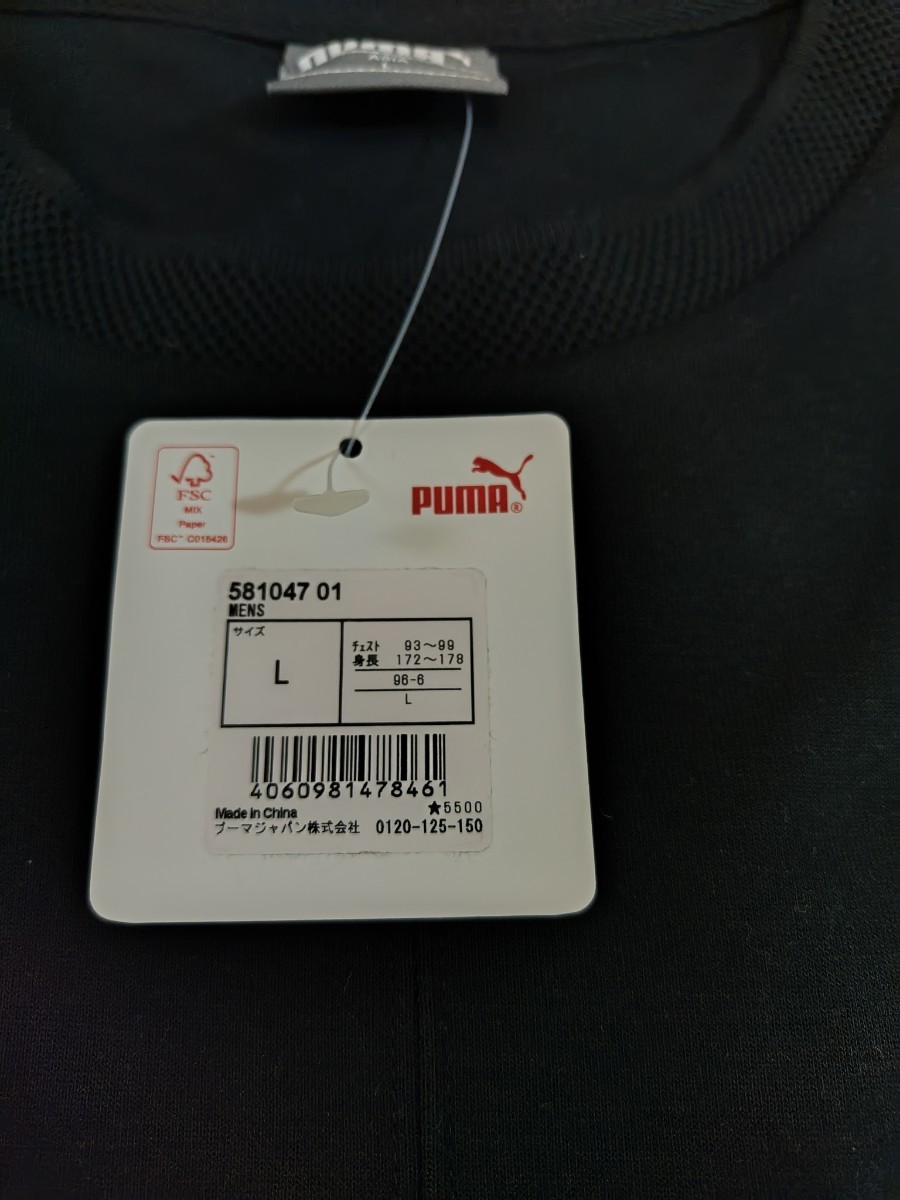 PUMA
ASIA
L
FSC
MIX
Paper
FSC™ C015426
PUMA®
581047 01
MENS
サイズ
L
チェスト 93〜99
身長 172〜178
96-6
L
4060981478461
★5500
Made in China
プーマジャパン株式会社 0120-125-150